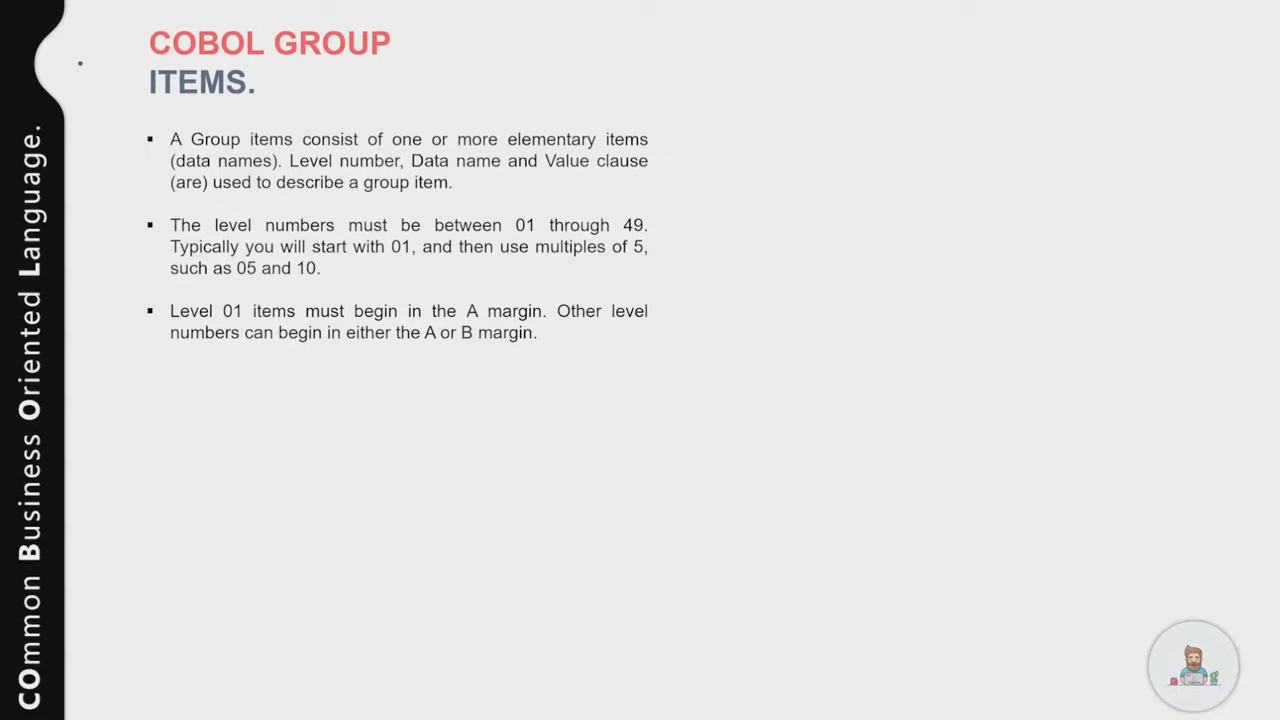 COBOL GROUP
ITEMS.
▪ A Group items consist of one or more elementary items
(data names). Level number, Data name and Value clause
(are) used to describe a group item.
▪ The level numbers must be between 01 through 49.
Typically you will start with 01, and then use multiples of 5,
such as 05 and 10.
▪ Level 01 items must begin in the A margin. Other level
numbers can begin in either the A or B margin.
COmmon Business Oriented Language.